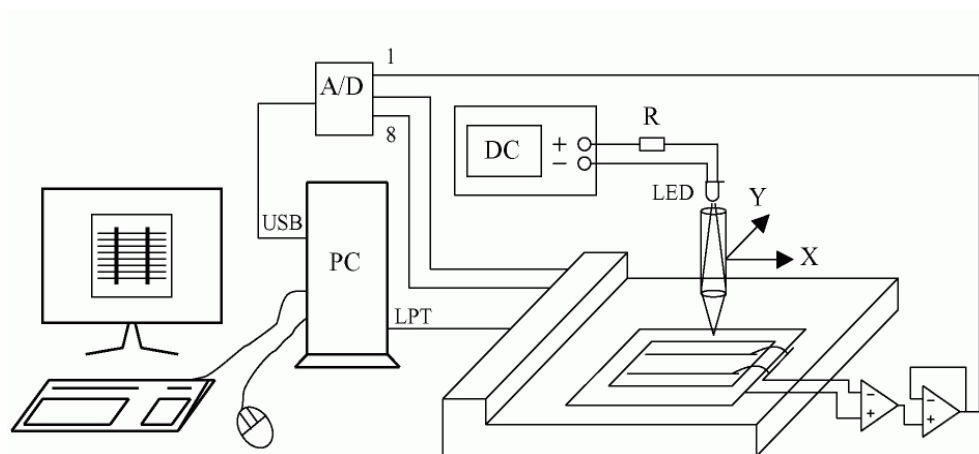 1
A/D
8
R
DC
+
−
LED
Y
X
USB
PC
LPT
−
+
−
+